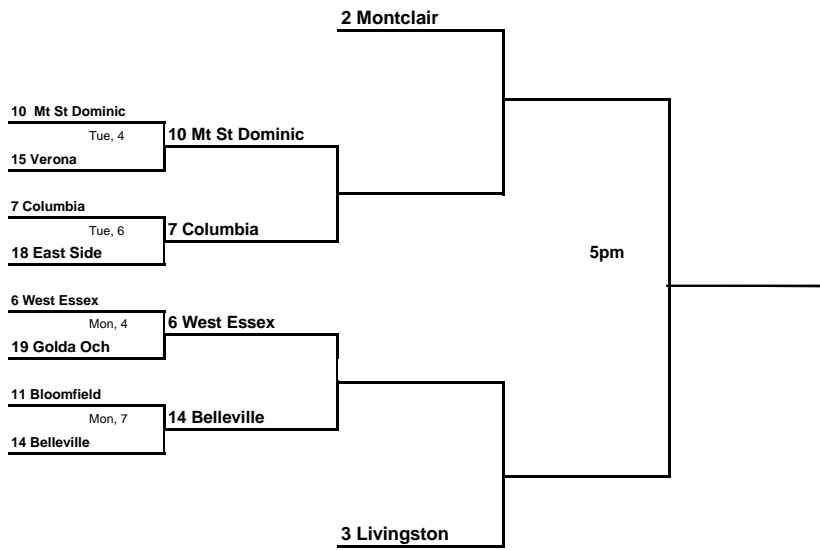 2 Montclair
10 Mt St Dominic
Tue, 4
10 Mt St Dominic
15 Verona
7 Columbia
Tue, 6
7 Columbia
18 East Side
5pm
6 West Essex
Mon, 4
6 West Essex
19 Golda Och
11 Bloomfield
Mon, 7
14 Belleville
14 Belleville
3 Livingston